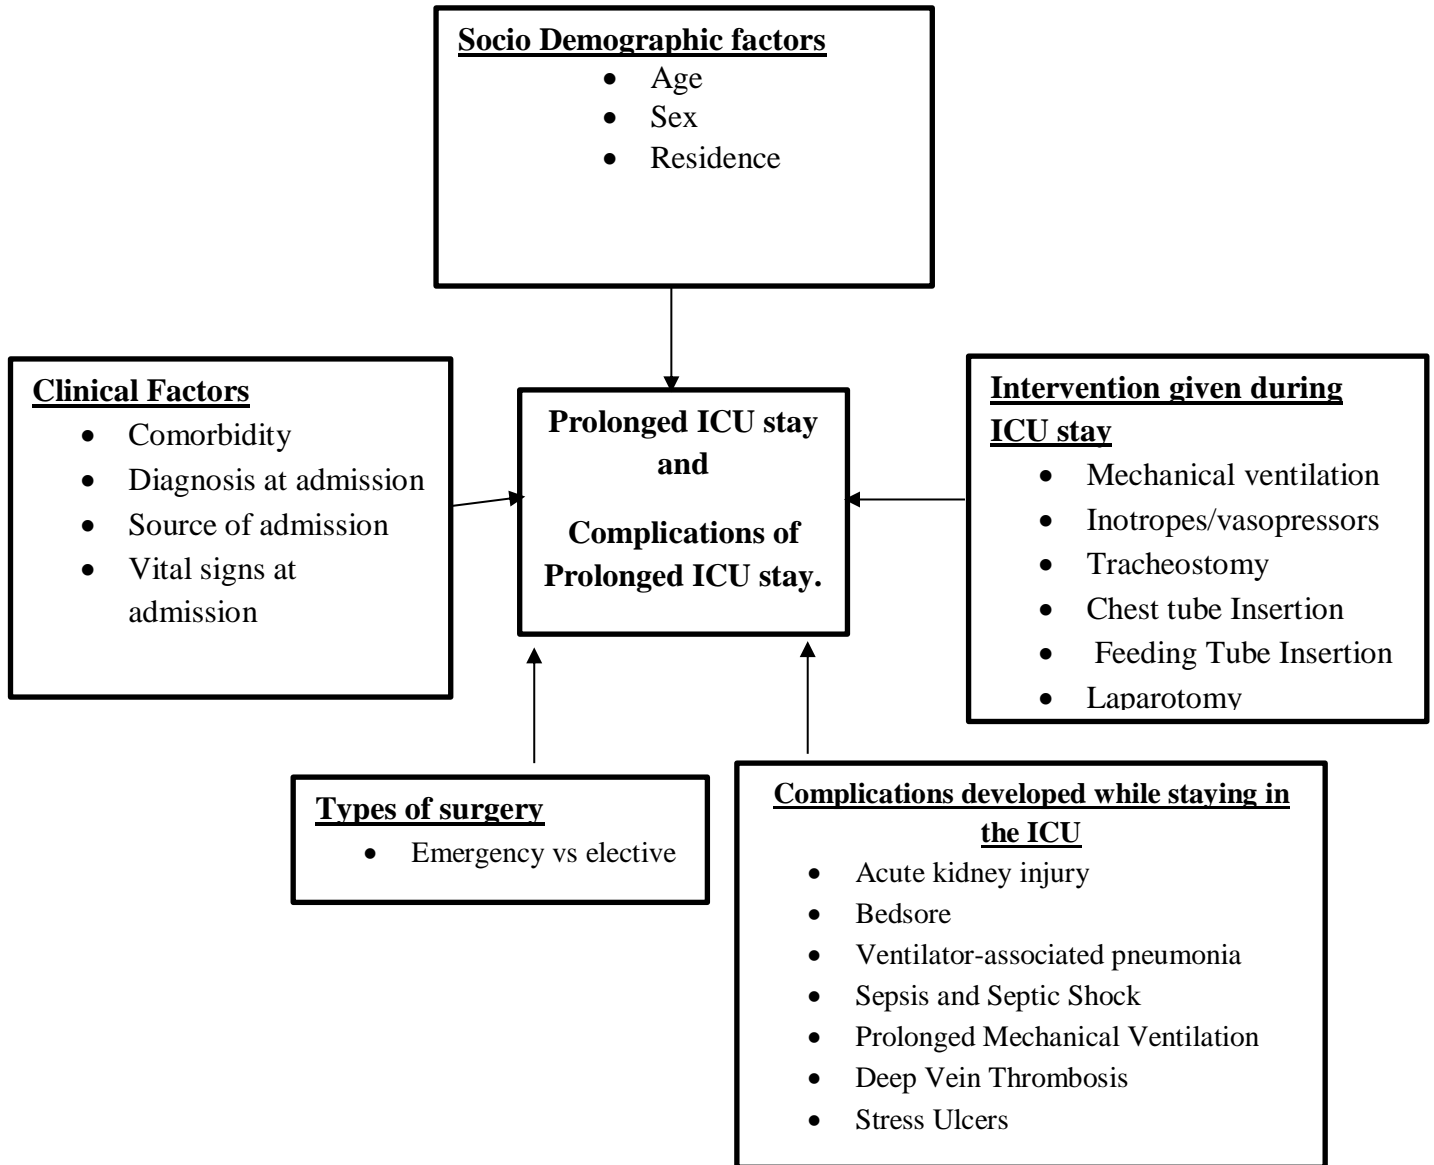 Socio Demographic factors
• Age
• Sex
• Residence
Clinical Factors
• Comorbidity
• Diagnosis at admission
• Source of admission
• Vital signs at
admission
Prolonged ICU stay
and
Complications of
Prolonged ICU stay.
Intervention given during
ICU stay
• Mechanical ventilation
• Inotropes/vasopressors
• Tracheostomy
• Chest tube Insertion
• Feeding Tube Insertion
• Laparotomy
Types of surgery
• Emergency vs elective
Complications developed while staying in
the ICU
• Acute kidney injury
• Bedsore
• Ventilator-associated pneumonia
• Sepsis and Septic Shock
• Prolonged Mechanical Ventilation
• Deep Vein Thrombosis
• Stress Ulcers